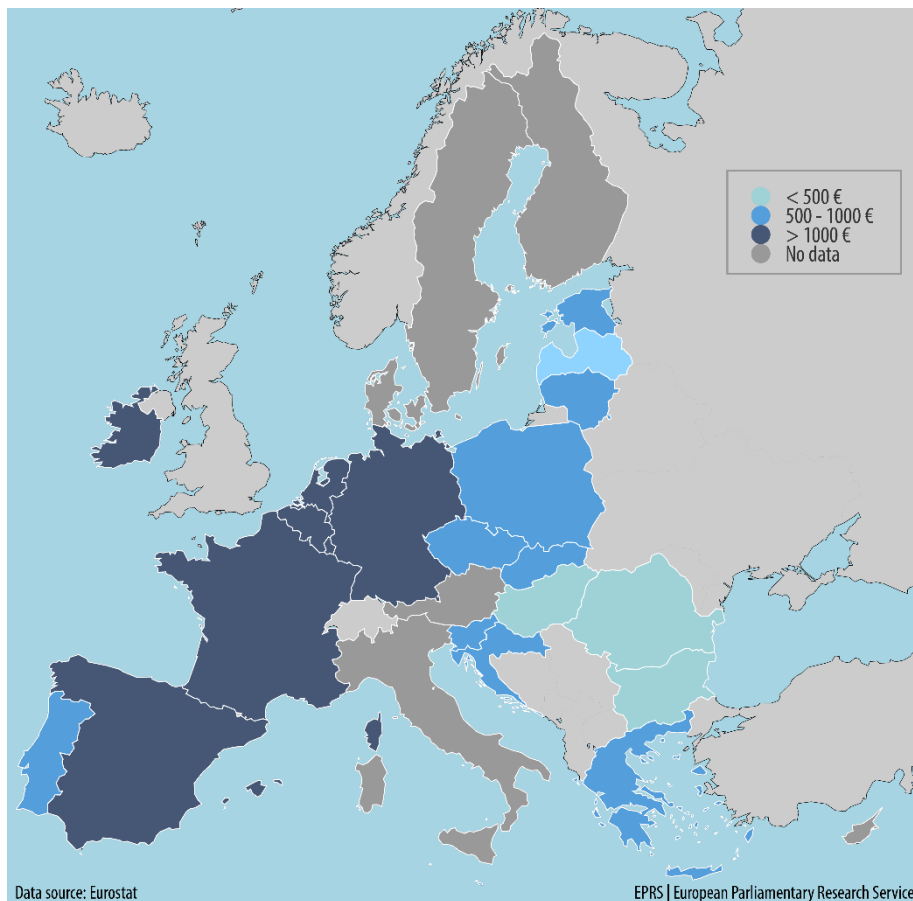 < 500 €
500 - 1000 €
> 1000 €
No data
Data source: Eurostat
EPRS | European Parliamentary Research Service